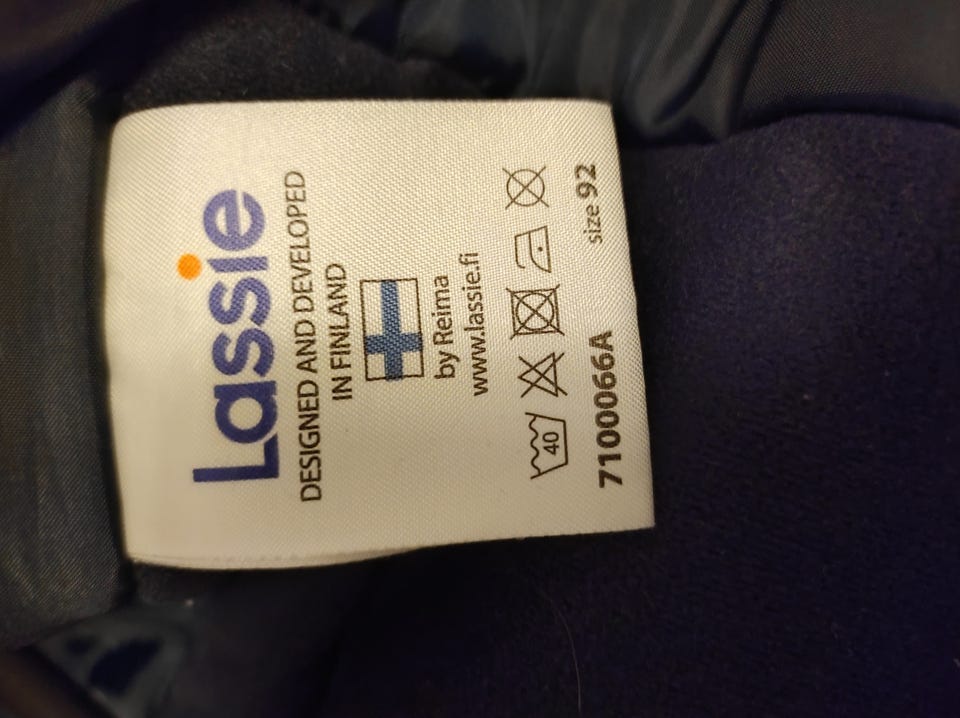 Lassie
DESIGNED AND DEVELOPED
IN FINLAND
by Reima
www.lassie.fi
40
7100066A size 92